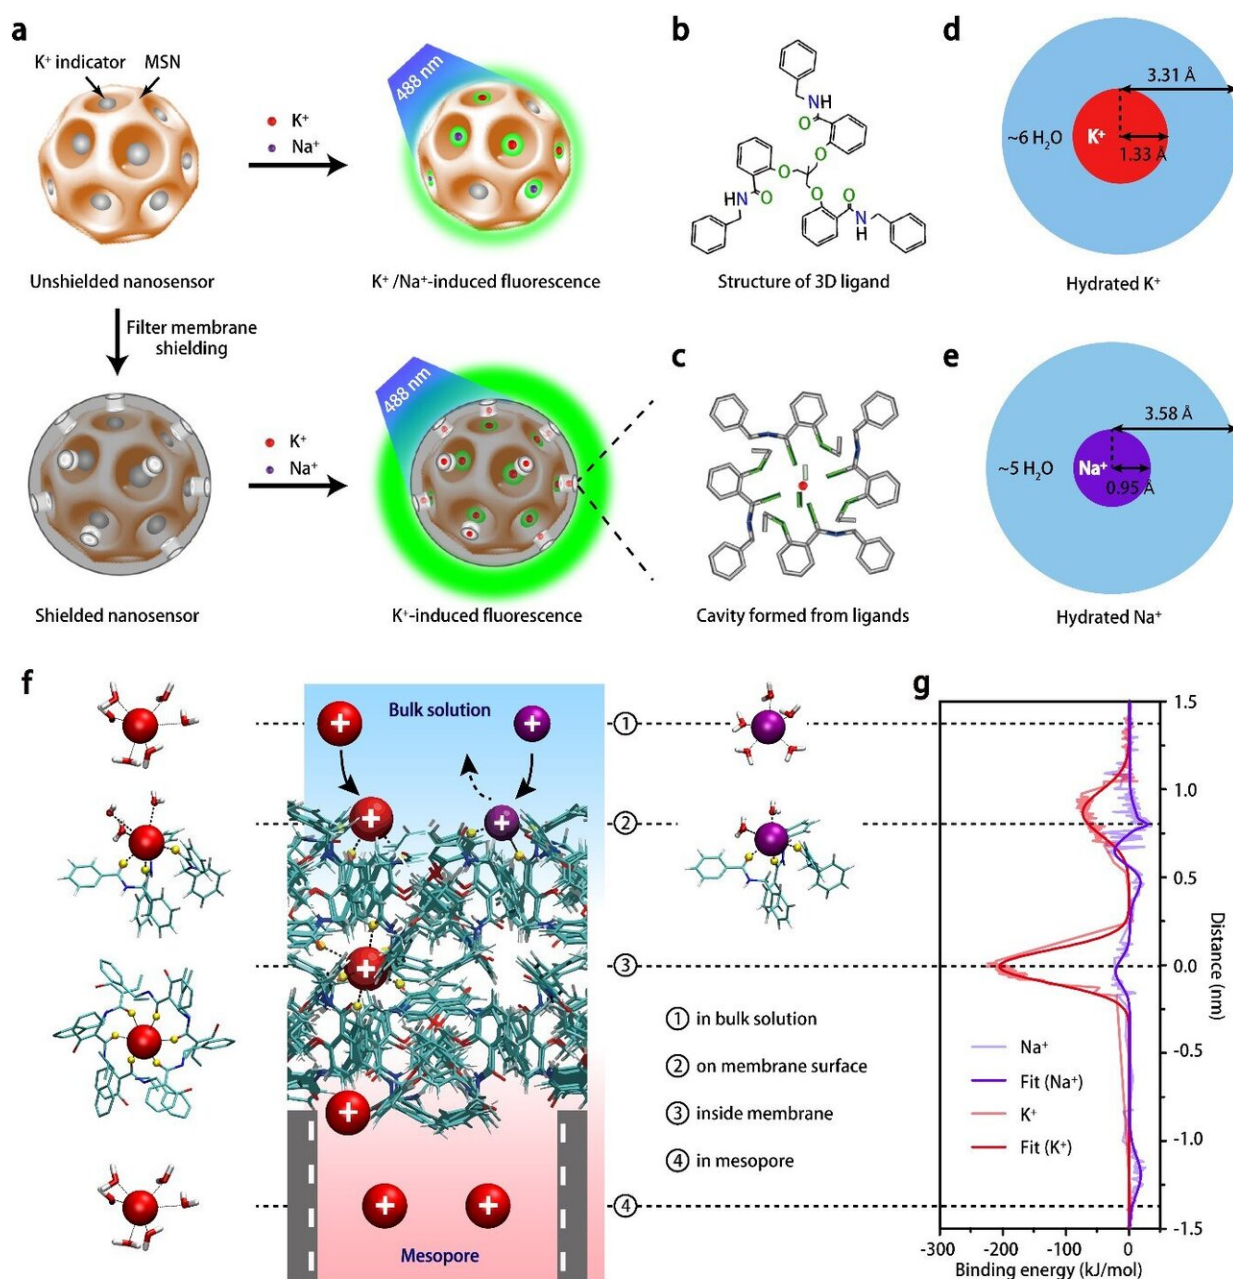 a
K⁺ indicator
MSN
488 nm
K⁺
Na⁺
Unshielded nanosensor
K⁺/Na⁺-induced fluorescence
Filter membrane
shielding
488 nm
K⁺
Na⁺
Shielded nanosensor
K⁺-induced fluorescence
b
NH
O
O
O
O
O
HN
O
N
H
Structure of 3D ligand
c
Cavity formed from ligands
d
3.31 Å
~6 H₂O
K⁺
1.33 Å
Hydrated K⁺
e
3.58 Å
~5 H₂O
Na⁺
0.95 Å
Hydrated Na⁺
f
Bulk solution
+
+
+
+
+
+
+
+
Mesopore
①
②
③
④
① in bulk solution
② on membrane surface
③ inside membrane
④ in mesopore
g
1.5
1.0
0.5
0.0
-0.5
-1.0
-1.5
Distance (nm)
Na⁺
Fit (Na⁺)
K⁺
Fit (K⁺)
-300
-200
-100
0
Binding energy (kJ/mol)